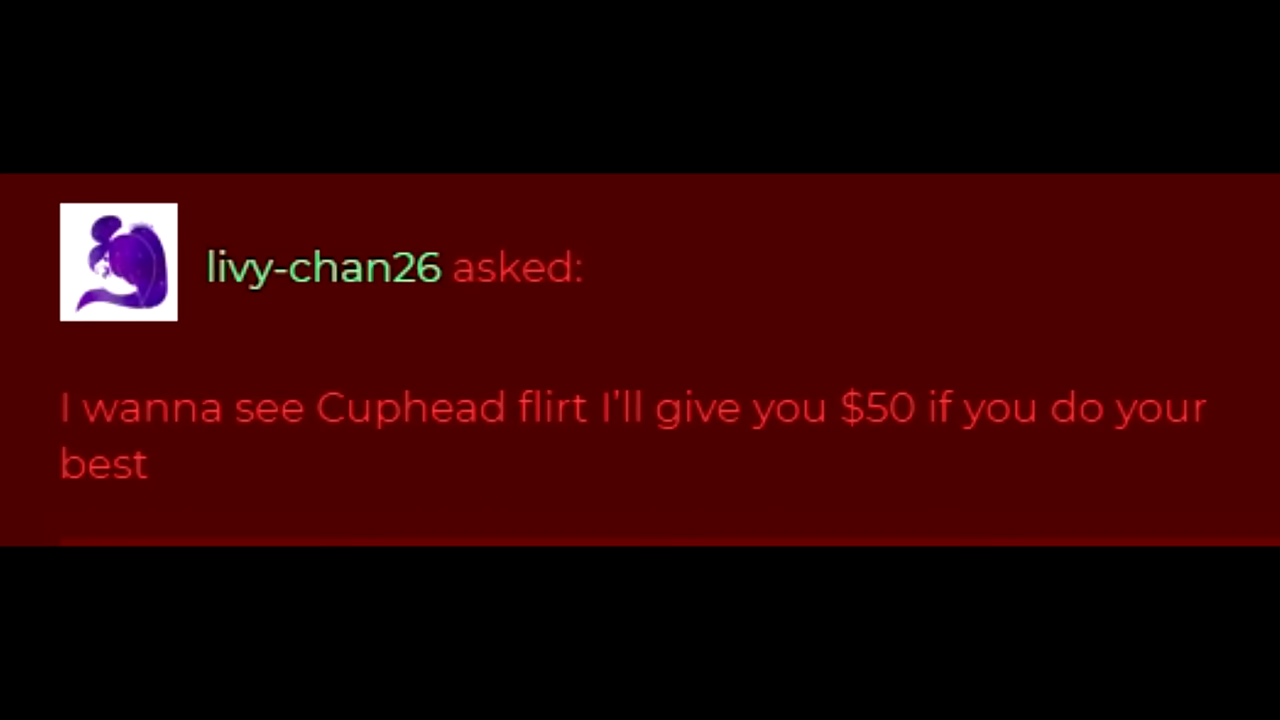 livy-chan26 asked:
I wanna see Cuphead flirt I’ll give you $50 if you do your
best